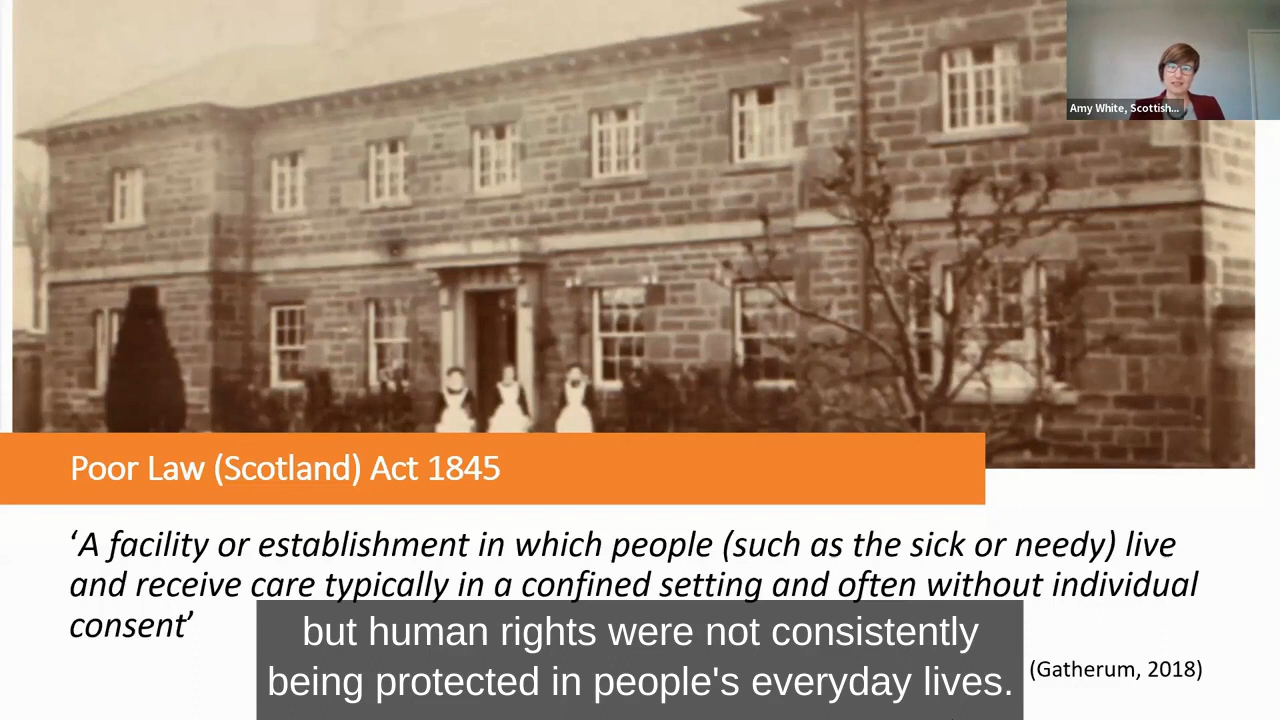 Amy White, Scottish...
Poor Law (Scotland) Act 1845
‘A facility or establishment in which people (such as the sick or needy) live
and receive care typically in a confined setting and often without individual
consent’
but human rights were not consistently
being protected in people's everyday lives.
(Gatherum, 2018)